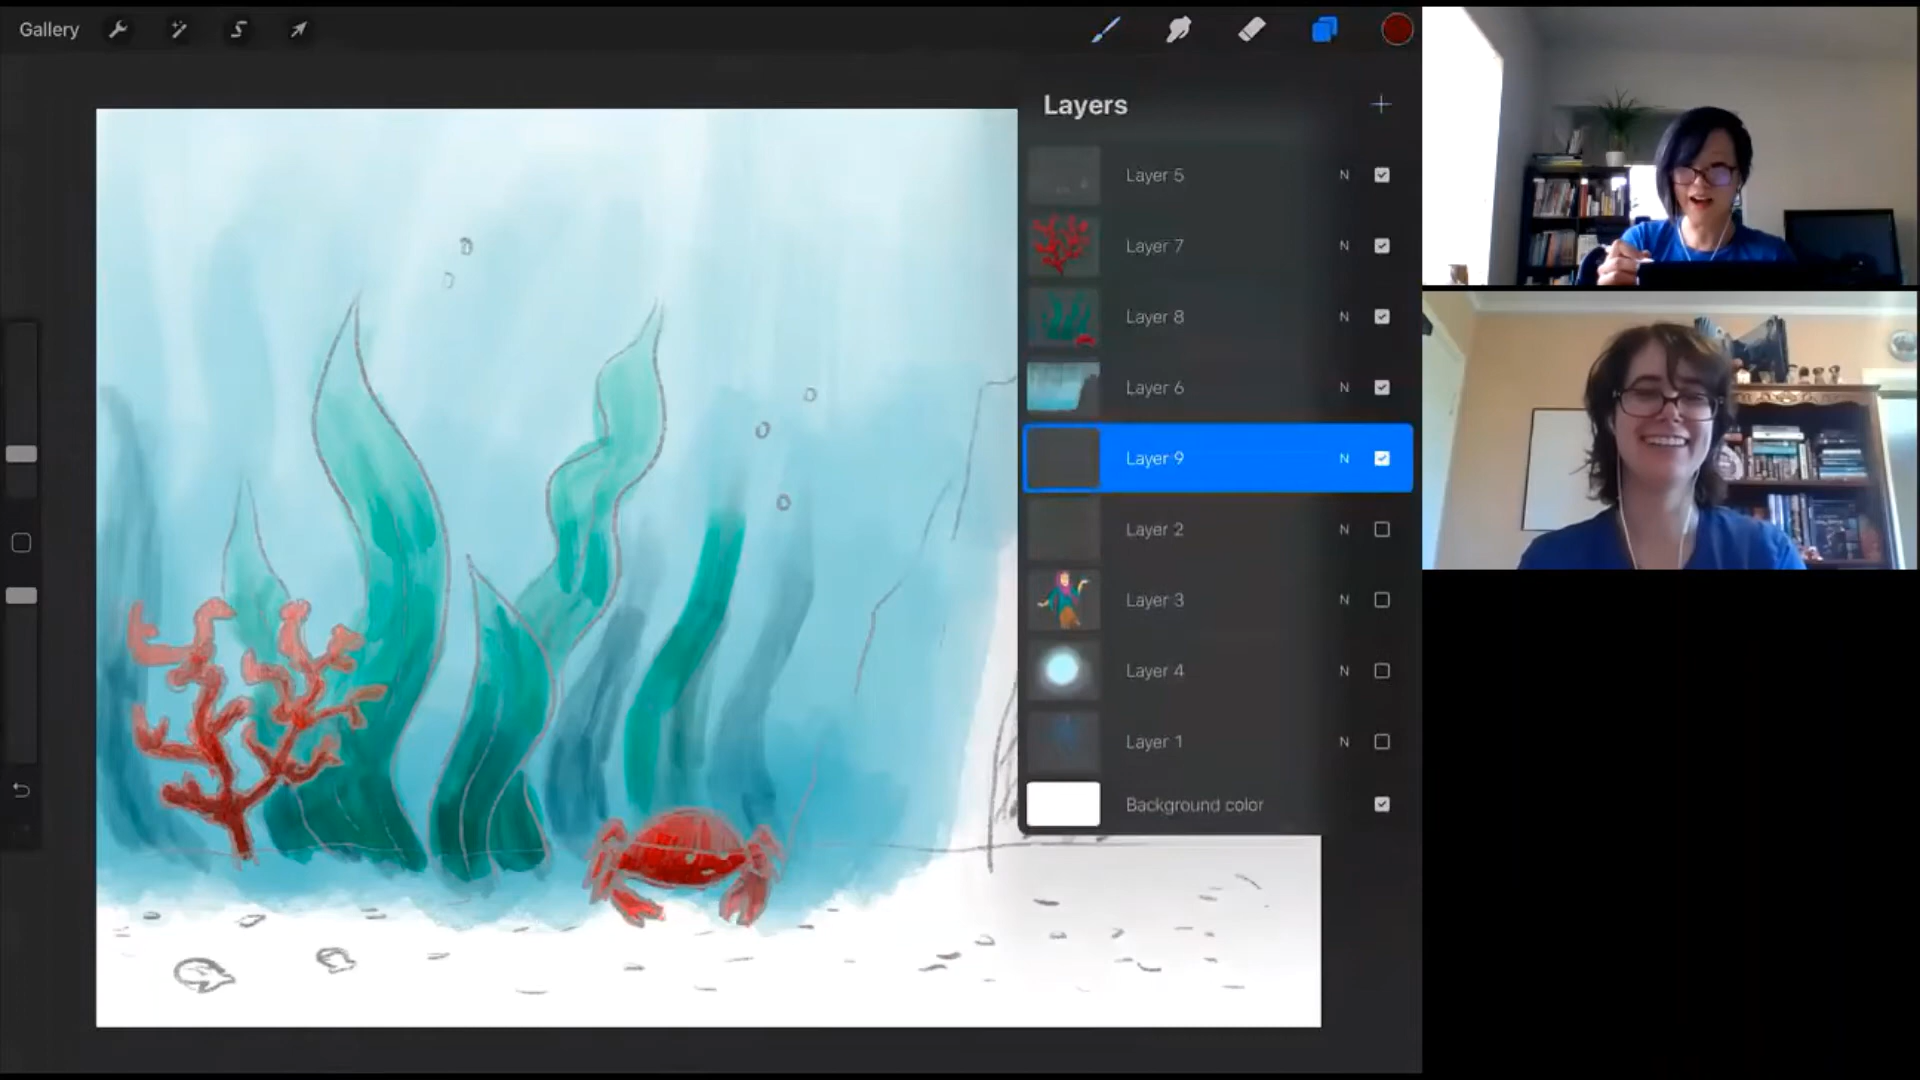 Gallery
Layers
Layer 5 N
Layer 7 N
Layer 8 N
Layer 6 N
Layer 9 N
Layer 2 N
Layer 3 N
Layer 4 N
Layer 1 N
Background color